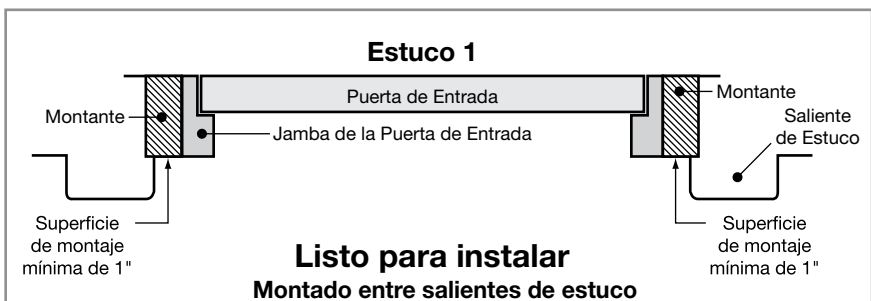 Estuco 1
Puerta de Entrada
Montante
Montante
Jamba de la Puerta de Entrada
Saliente
de Estuco
Superficie
de montaje
mínima de 1"
Superficie
de montaje
mínima de 1"
Listo para instalar
Montado entre salientes de estuco